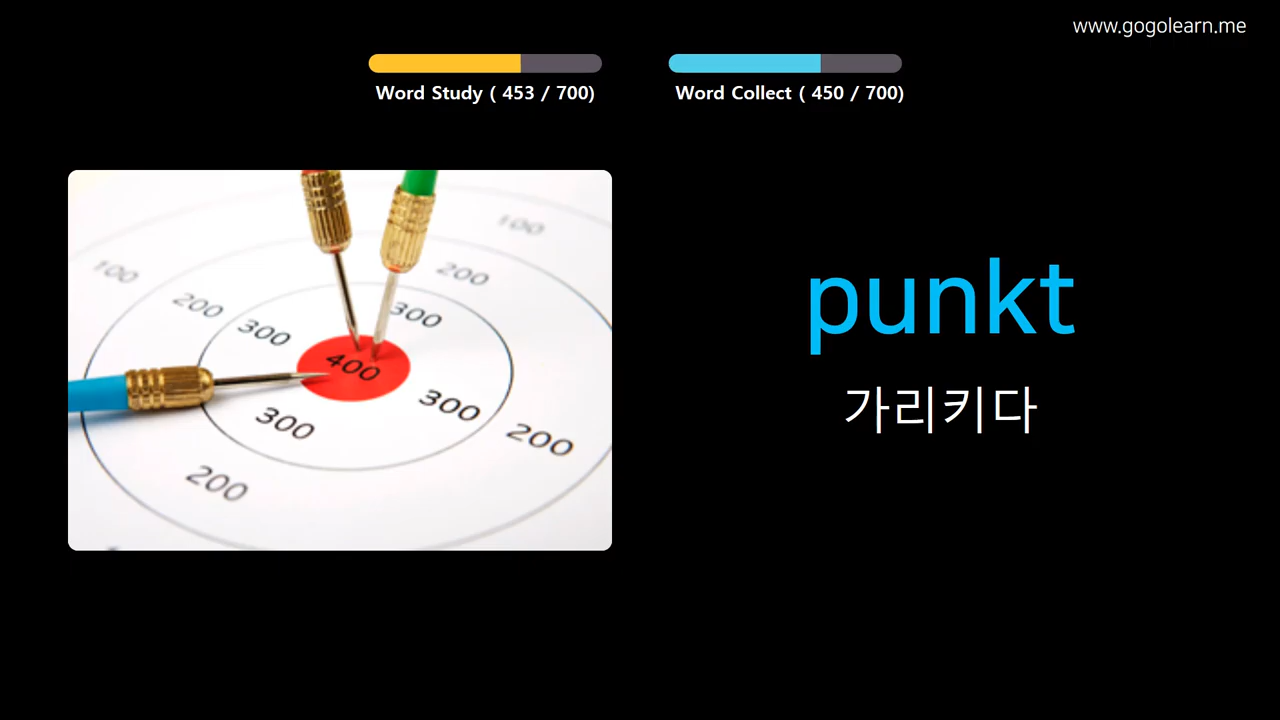 www.gogolearn.me
Word Study ( 453 / 700)
Word Collect ( 450 / 700)
100
100
200
200
300
300
400
300
300
200
200
punkt
가리키다